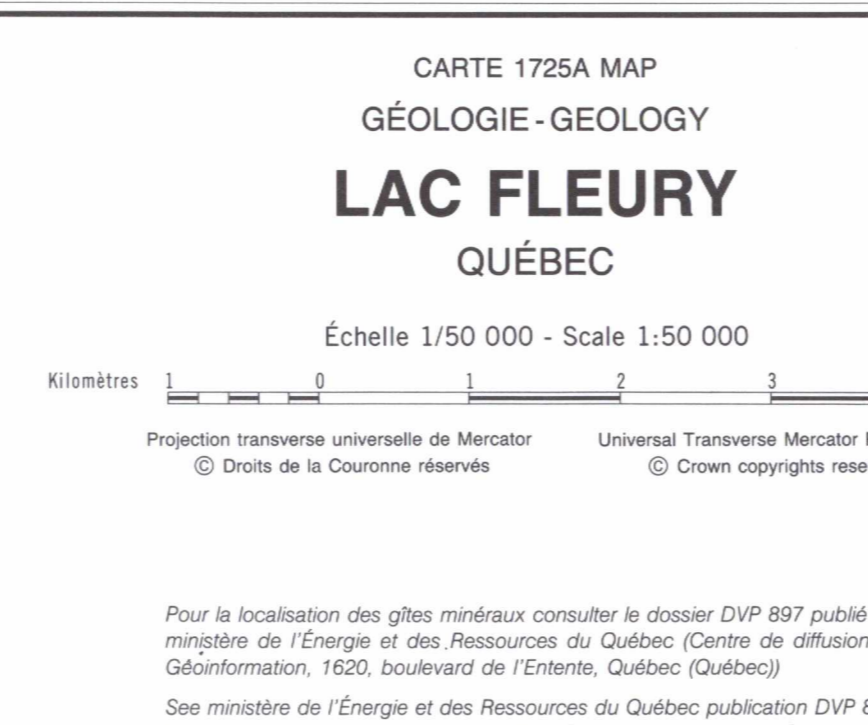 CARTE 1725A MAP
GÉOLOGIE - GEOLOGY
LAC FLEURY
QUÉBEC
Échelle 1/50 000 - Scale 1:50 000
Kilomètres 1 0 1 2 3
Projection transverse universelle de Mercator Universal Transverse Mercator
© Droits de la Couronne réservés © Crown copyrights rese
Pour la localisation des gîtes minéraux consulter le dossier DVP 897 publié
ministère de l'Énergie et des Ressources du Québec (Centre de diffusion
Géoinformation, 1620, boulevard de l'Entente, Québec (Québec))
See ministère de l'Énergie et des Ressources du Québec publication DVP